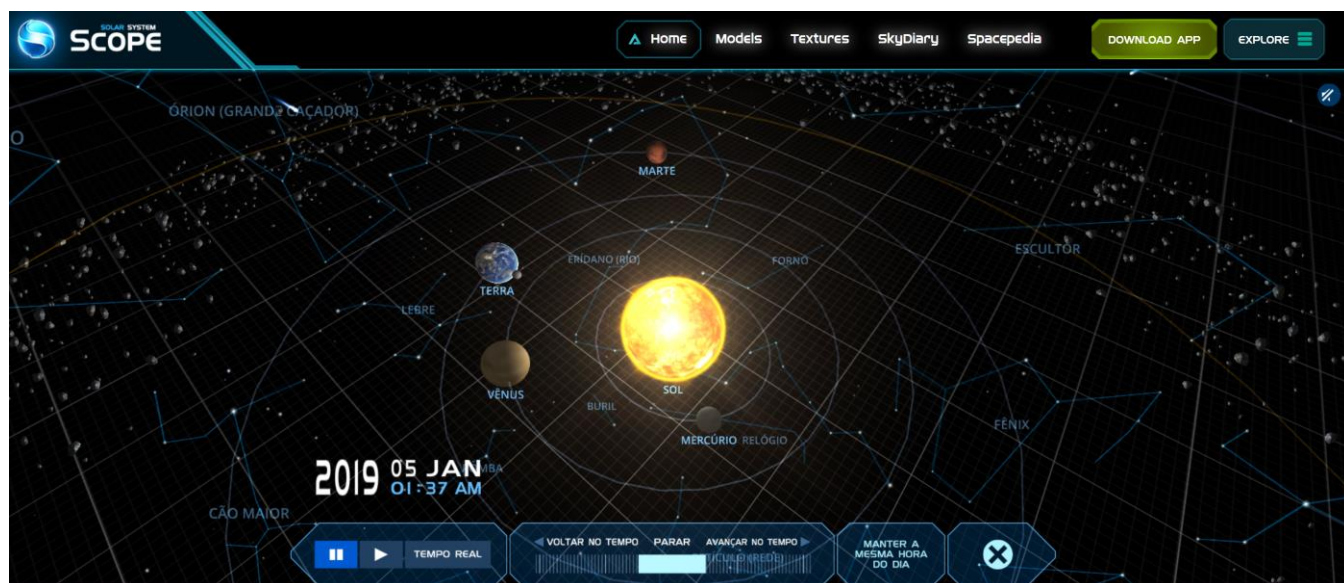 SOLAR SYSTEM
SCOPE
Home
Models
Textures
SkyDiary
Spacepedia
DOWNLOAD APP
EXPLORE
ÓRION (GRANDE CAÇADOR)
O
MARTE
ERÍDANO (RIO)
FORNO
ESCULTOR
TERRA
LEBRE
VÊNUS
SOL
BURIL
MERCÚRIO
RELÓGIO
FÊNIX
2019
05 JAN
01:37 AM
CÃO MAIOR
TEMPO REAL
VOLTAR NO TEMPO
PARAR
AVANÇAR NO TEMPO
MANTER A
MESMA HORA
DO DIA